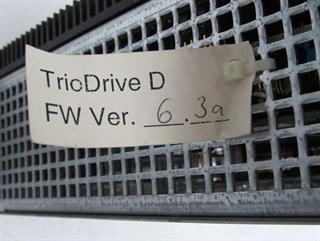 TrioDrive D
FW Ver. 6.3a